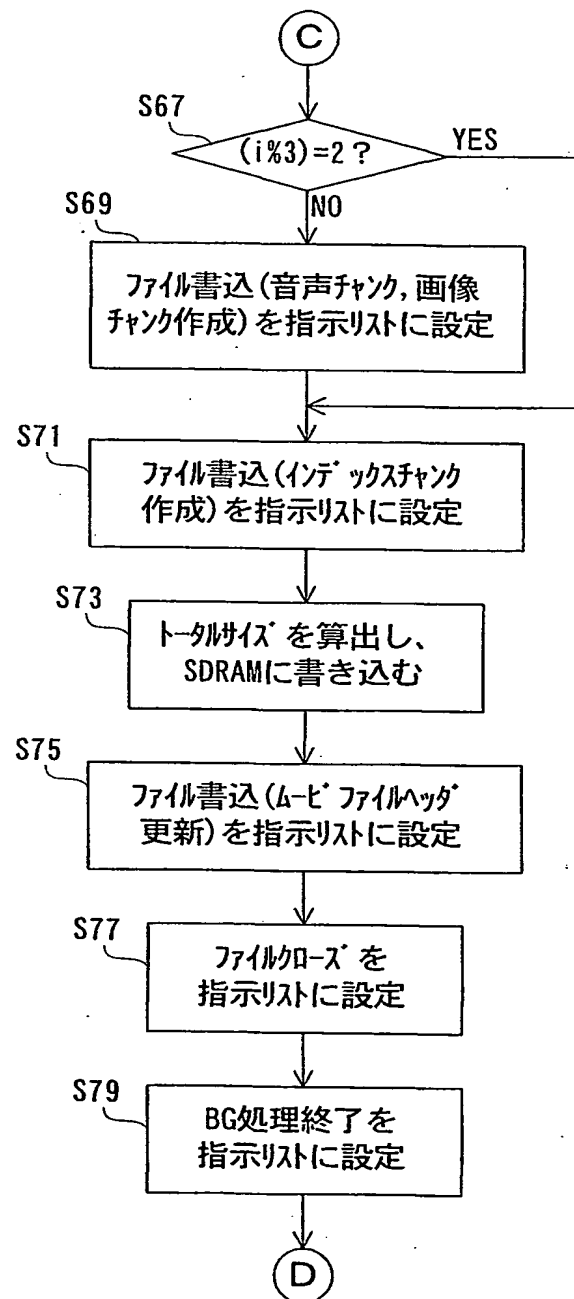 C
S67
(i%3)=2?
YES
NO
S69
ファイル書込(音声チャンク,画像
チャンク作成)を指示リストに設定
S71
ファイル書込(インデックスチャンク
作成)を指示リストに設定
S73
トータルサイズを算出し、
SDRAMに書き込む
S75
ファイル書込(ムービファイルヘッダ
更新)を指示リストに設定
S77
ファイルクローズを
指示リストに設定
S79
BG処理終了を
指示リストに設定
D